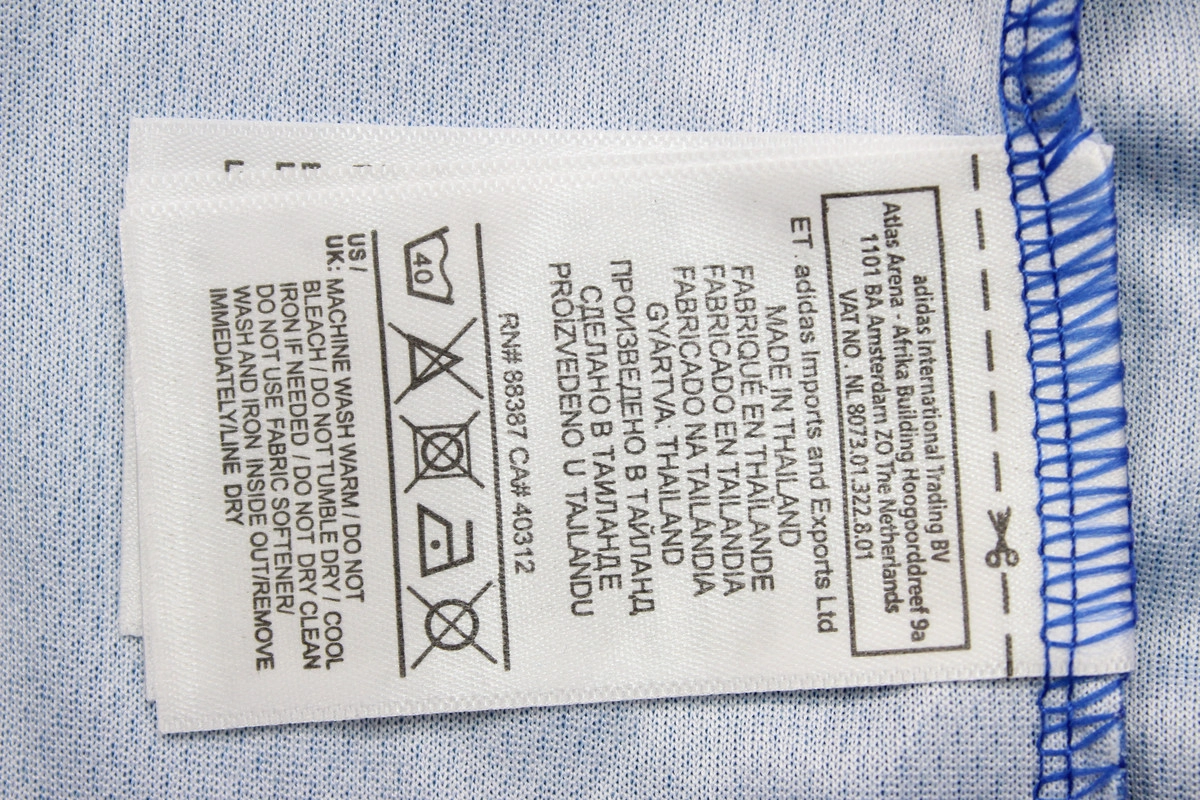 adidas International Trading BV
Atlas Arena - Afrika Building Hoogoorddreef 9a
1101 BA Amsterdam ZO The Netherlands
VAT NO . NL 8073.01.322.8.01
ET . adidas Imports and Exports Ltd
MADE IN THAILAND
FABRIQUÉ EN THAÏLANDE
FABRICADO EN TAILANDIA
FABRICADO NA TAILÂNDIA
GYÁRTVA: THAILAND
ПРОИЗВЕДЕНО В ТАЙЛАНД
СДЕЛАНО В ТАИЛАНДЕ
PROIZVEDENO U TAJLANDU
RN# 88387 CA# 40312
40
US /
UK: MACHINE WASH WARM / DO NOT
BLEACH / DO NOT TUMBLE DRY / COOL
IRON IF NEEDED / DO NOT DRY CLEAN
DO NOT USE FABRIC SOFTENER/
WASH AND IRON INSIDE OUT/REMOVE
IMMEDIATELY/LINE DRY